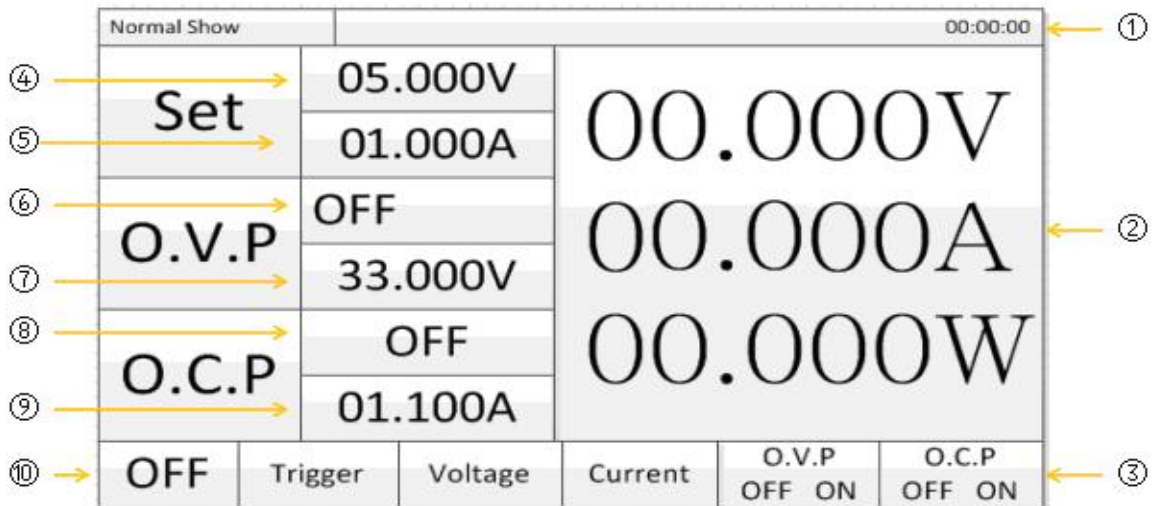 Normal Show 00:00:00 ①
④ 05.000V
Set
⑤ 01.000A
00.000V
⑥ OFF
O.V.P
⑦ 33.000V
00.000A ②
⑧ OFF
O.C.P
⑨ 01.100A
00.000W
⑩ OFF Trigger Voltage Current O.V.P OFF ON O.C.P OFF ON ③